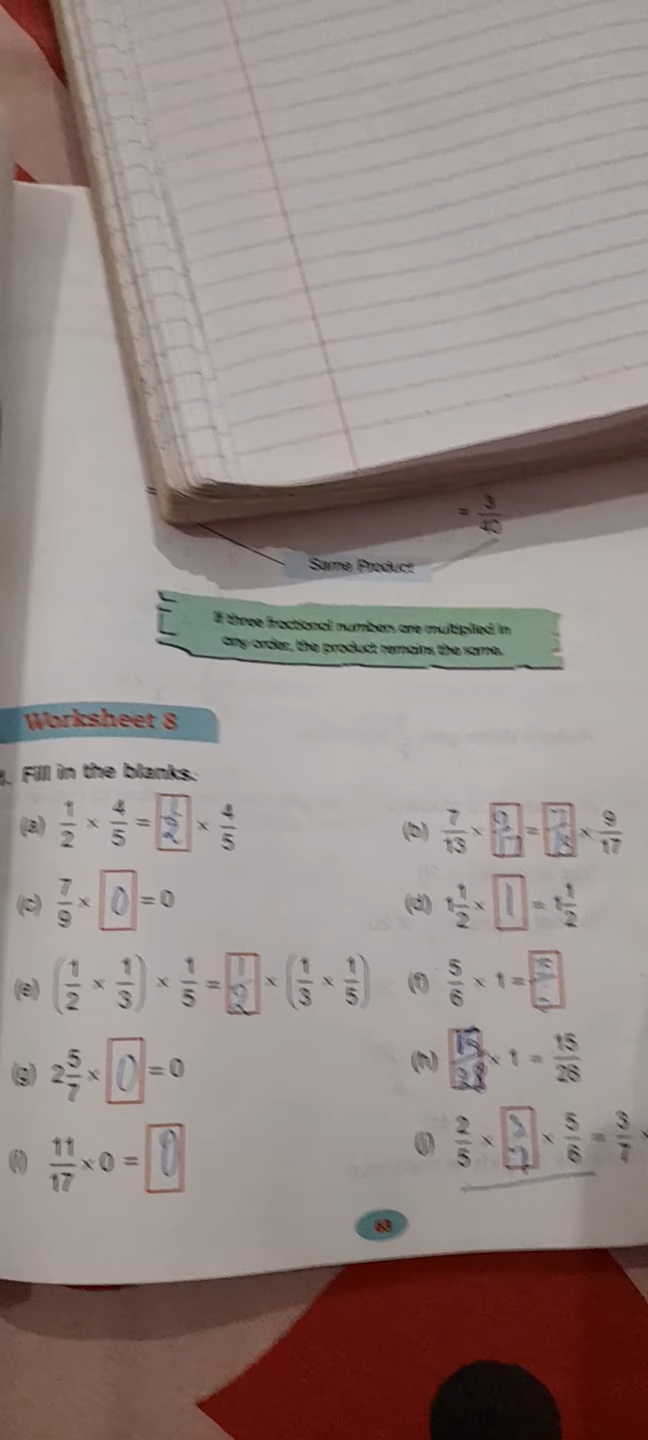 = 3/40
Same Product
If three fractional numbers are multiplied in
any order, the product remains the same.
Worksheet 8
1. Fill in the blanks.
(a) 1/2 × 4/5 = 1/2 × 4/5
(b) 7/13 × 9/17 = 7/13 × 9/17
(c) 7/9 × 0 = 0
(d) 1 1/2 × 1 = 1 1/2
(e) (1/2 × 1/3) × 1/5 = 1/2 × (1/3 × 1/5)
(f) 5/6 × 1 =
(g) 2 5/7 × 0 = 0
(h) 15/28 × 1 = 15/28
(i) 11/17 × 0 = 0
(j) 2/5 × 3/7 × 5/6 = 3/7 ×
83